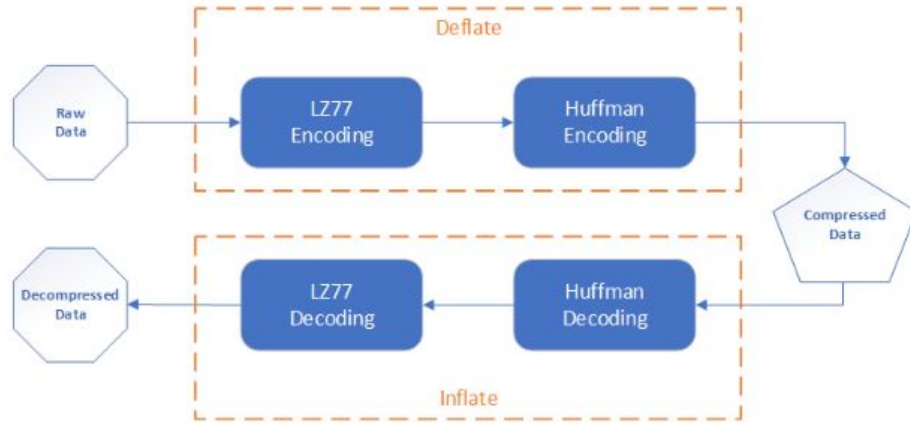 Deflate
Raw
Data
LZ77
Encoding
Huffman
Encoding
Compressed
Data
Decompressed
Data
LZ77
Decoding
Huffman
Decoding
Inflate